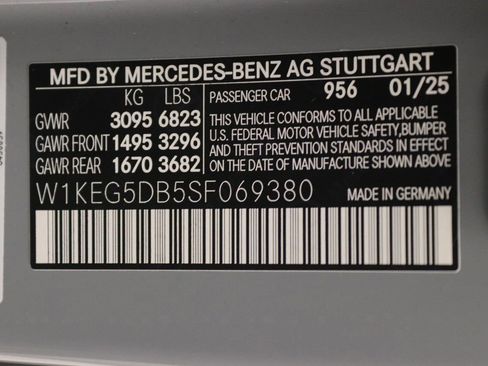 MFD BY MERCEDES-BENZ AG STUTTGART
KG LBS PASSENGER CAR 956 01/25
GVWR 3095 6823 THIS VEHICLE CONFORMS TO ALL APPLICABLE
GAWR FRONT 1495 3296 U.S. FEDERAL MOTOR VEHICLE SAFETY, BUMPER
GAWR REAR 1670 3682 AND THEFT PREVENTION STANDARDS IN EFFECT
ON THE DATE OF MANUFACTURE SHOWN ABOVE.
W1KEG5DB5SF069380 MADE IN GERMANY